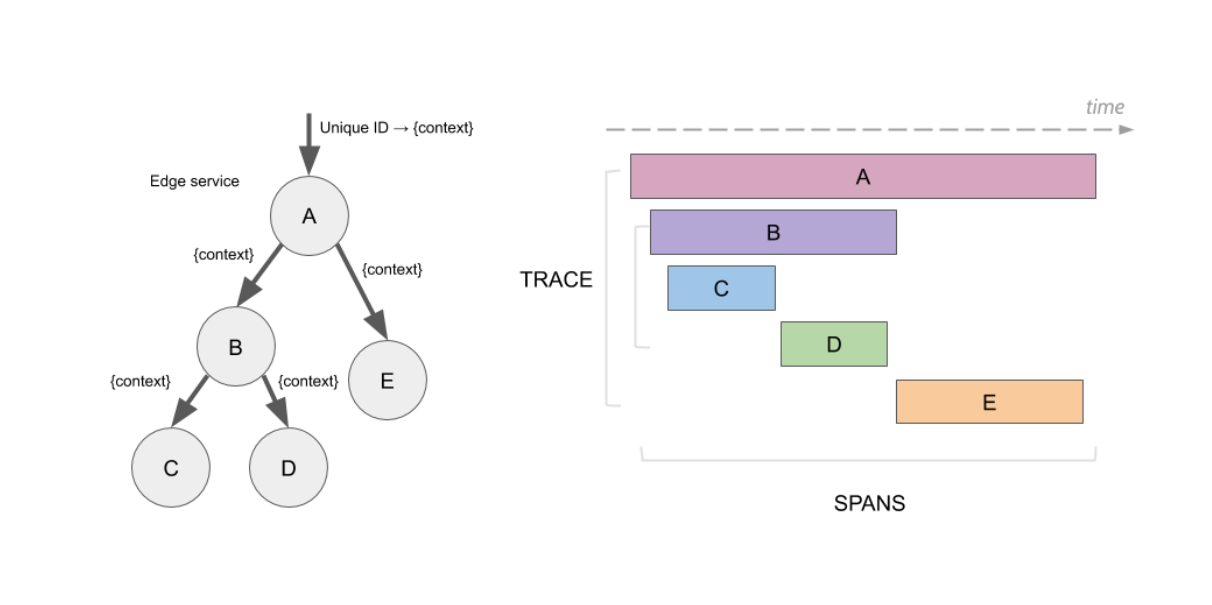 Unique ID → {context}
Edge service
A
{context}
{context}
B
E
{context}
{context}
C
D
time
A
B
C
TRACE
D
E
SPANS